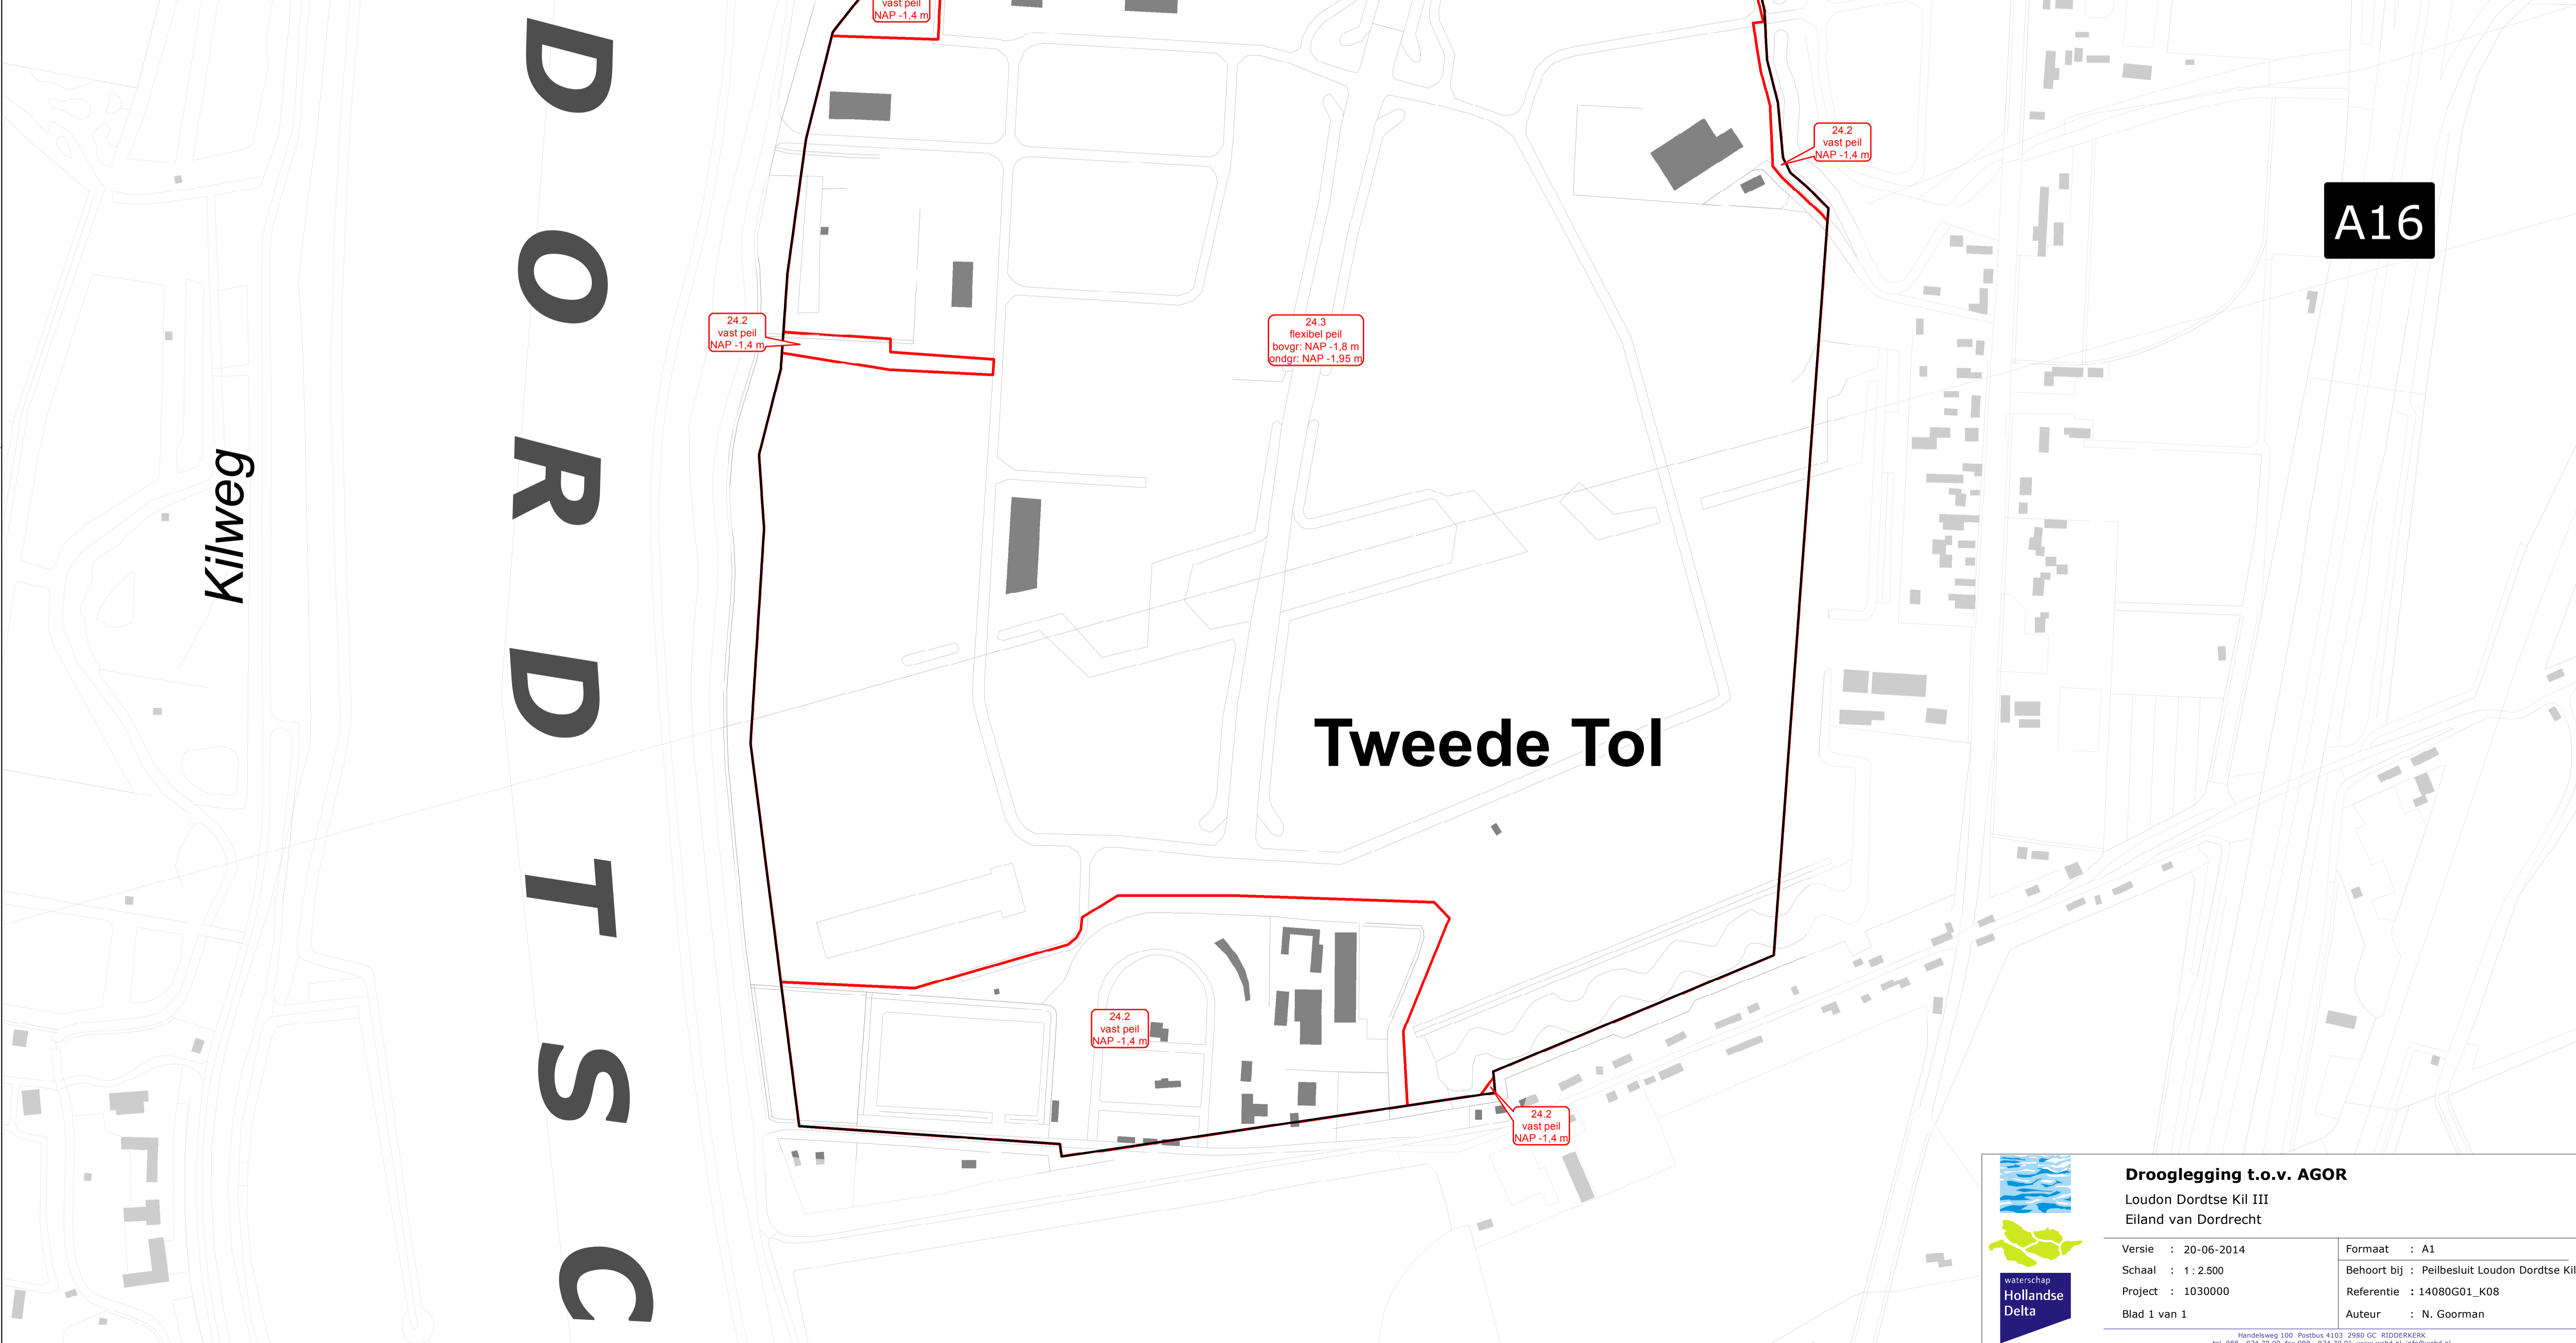 vast peil
NAP -1,4 m
24.2
vast peil
NAP -1,4 m
A16
24.2
vast peil
NAP -1,4 m
24.3
flexibel peil
bovgr: NAP -1,8 m
ondgr: NAP -1,95 m
Kilweg
DORDTSC
Tweede Tol
24.2
vast peil
NAP -1,4 m
24.2
vast peil
NAP -1,4 m
Drooglegging t.o.v. AGOR
Loudon Dordtse Kil III
Eiland van Dordrecht
Versie : 20-06-2014
Schaal : 1 : 2.500
Project : 1030000
Blad 1 van 1
Formaat : A1
Behoort bij : Peilbesluit Loudon Dordtse Kil
Referentie : 14080G01_K08
Auteur : N. Goorman
waterschap
Hollandse
Delta
Handelsweg 100 Postbus 4103 2980 GC RIDDERKERK